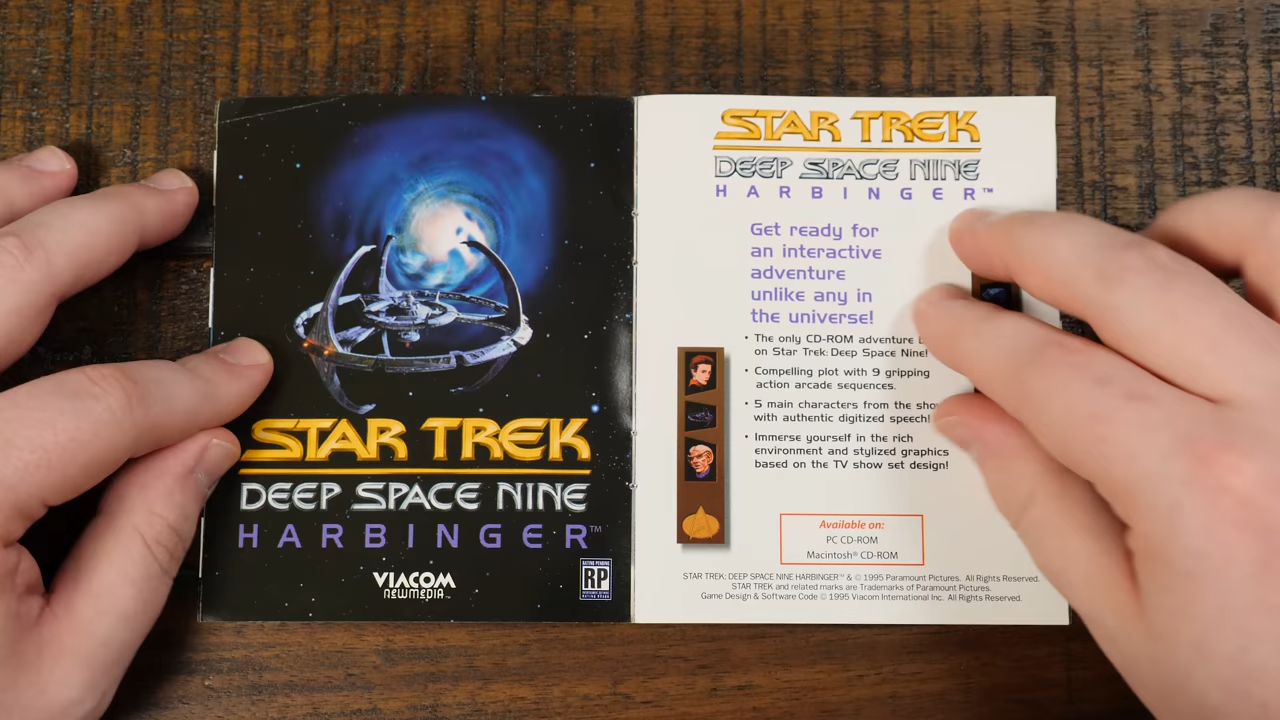 STAR TREK
DEEP SPACE NINE
HARBINGER™
VIACOM
NEWMEDIA™
RATING PENDING
RP
STAR TREK
DEEP SPACE NINE
HARBINGER™
Get ready for
an interactive
adventure
unlike any in
the universe!
• The only CD-ROM adventure
on Star Trek: Deep Space Nine!
• Compelling plot with 9 gripping
action arcade sequences.
• 5 main characters from the
with authentic digitized speech!
• Immerse yourself in the rich
environment and stylized graphics
based on the TV show set design!
Available on:
PC CD-ROM
Macintosh® CD-ROM
STAR TREK: DEEP SPACE NINE HARBINGER™ & © 1995 Paramount Pictures. All Rights Reserved.
STAR TREK and related marks are Trademarks of Paramount Pictures.
Game Design & Software Code © 1995 Viacom International Inc. All Rights Reserved.